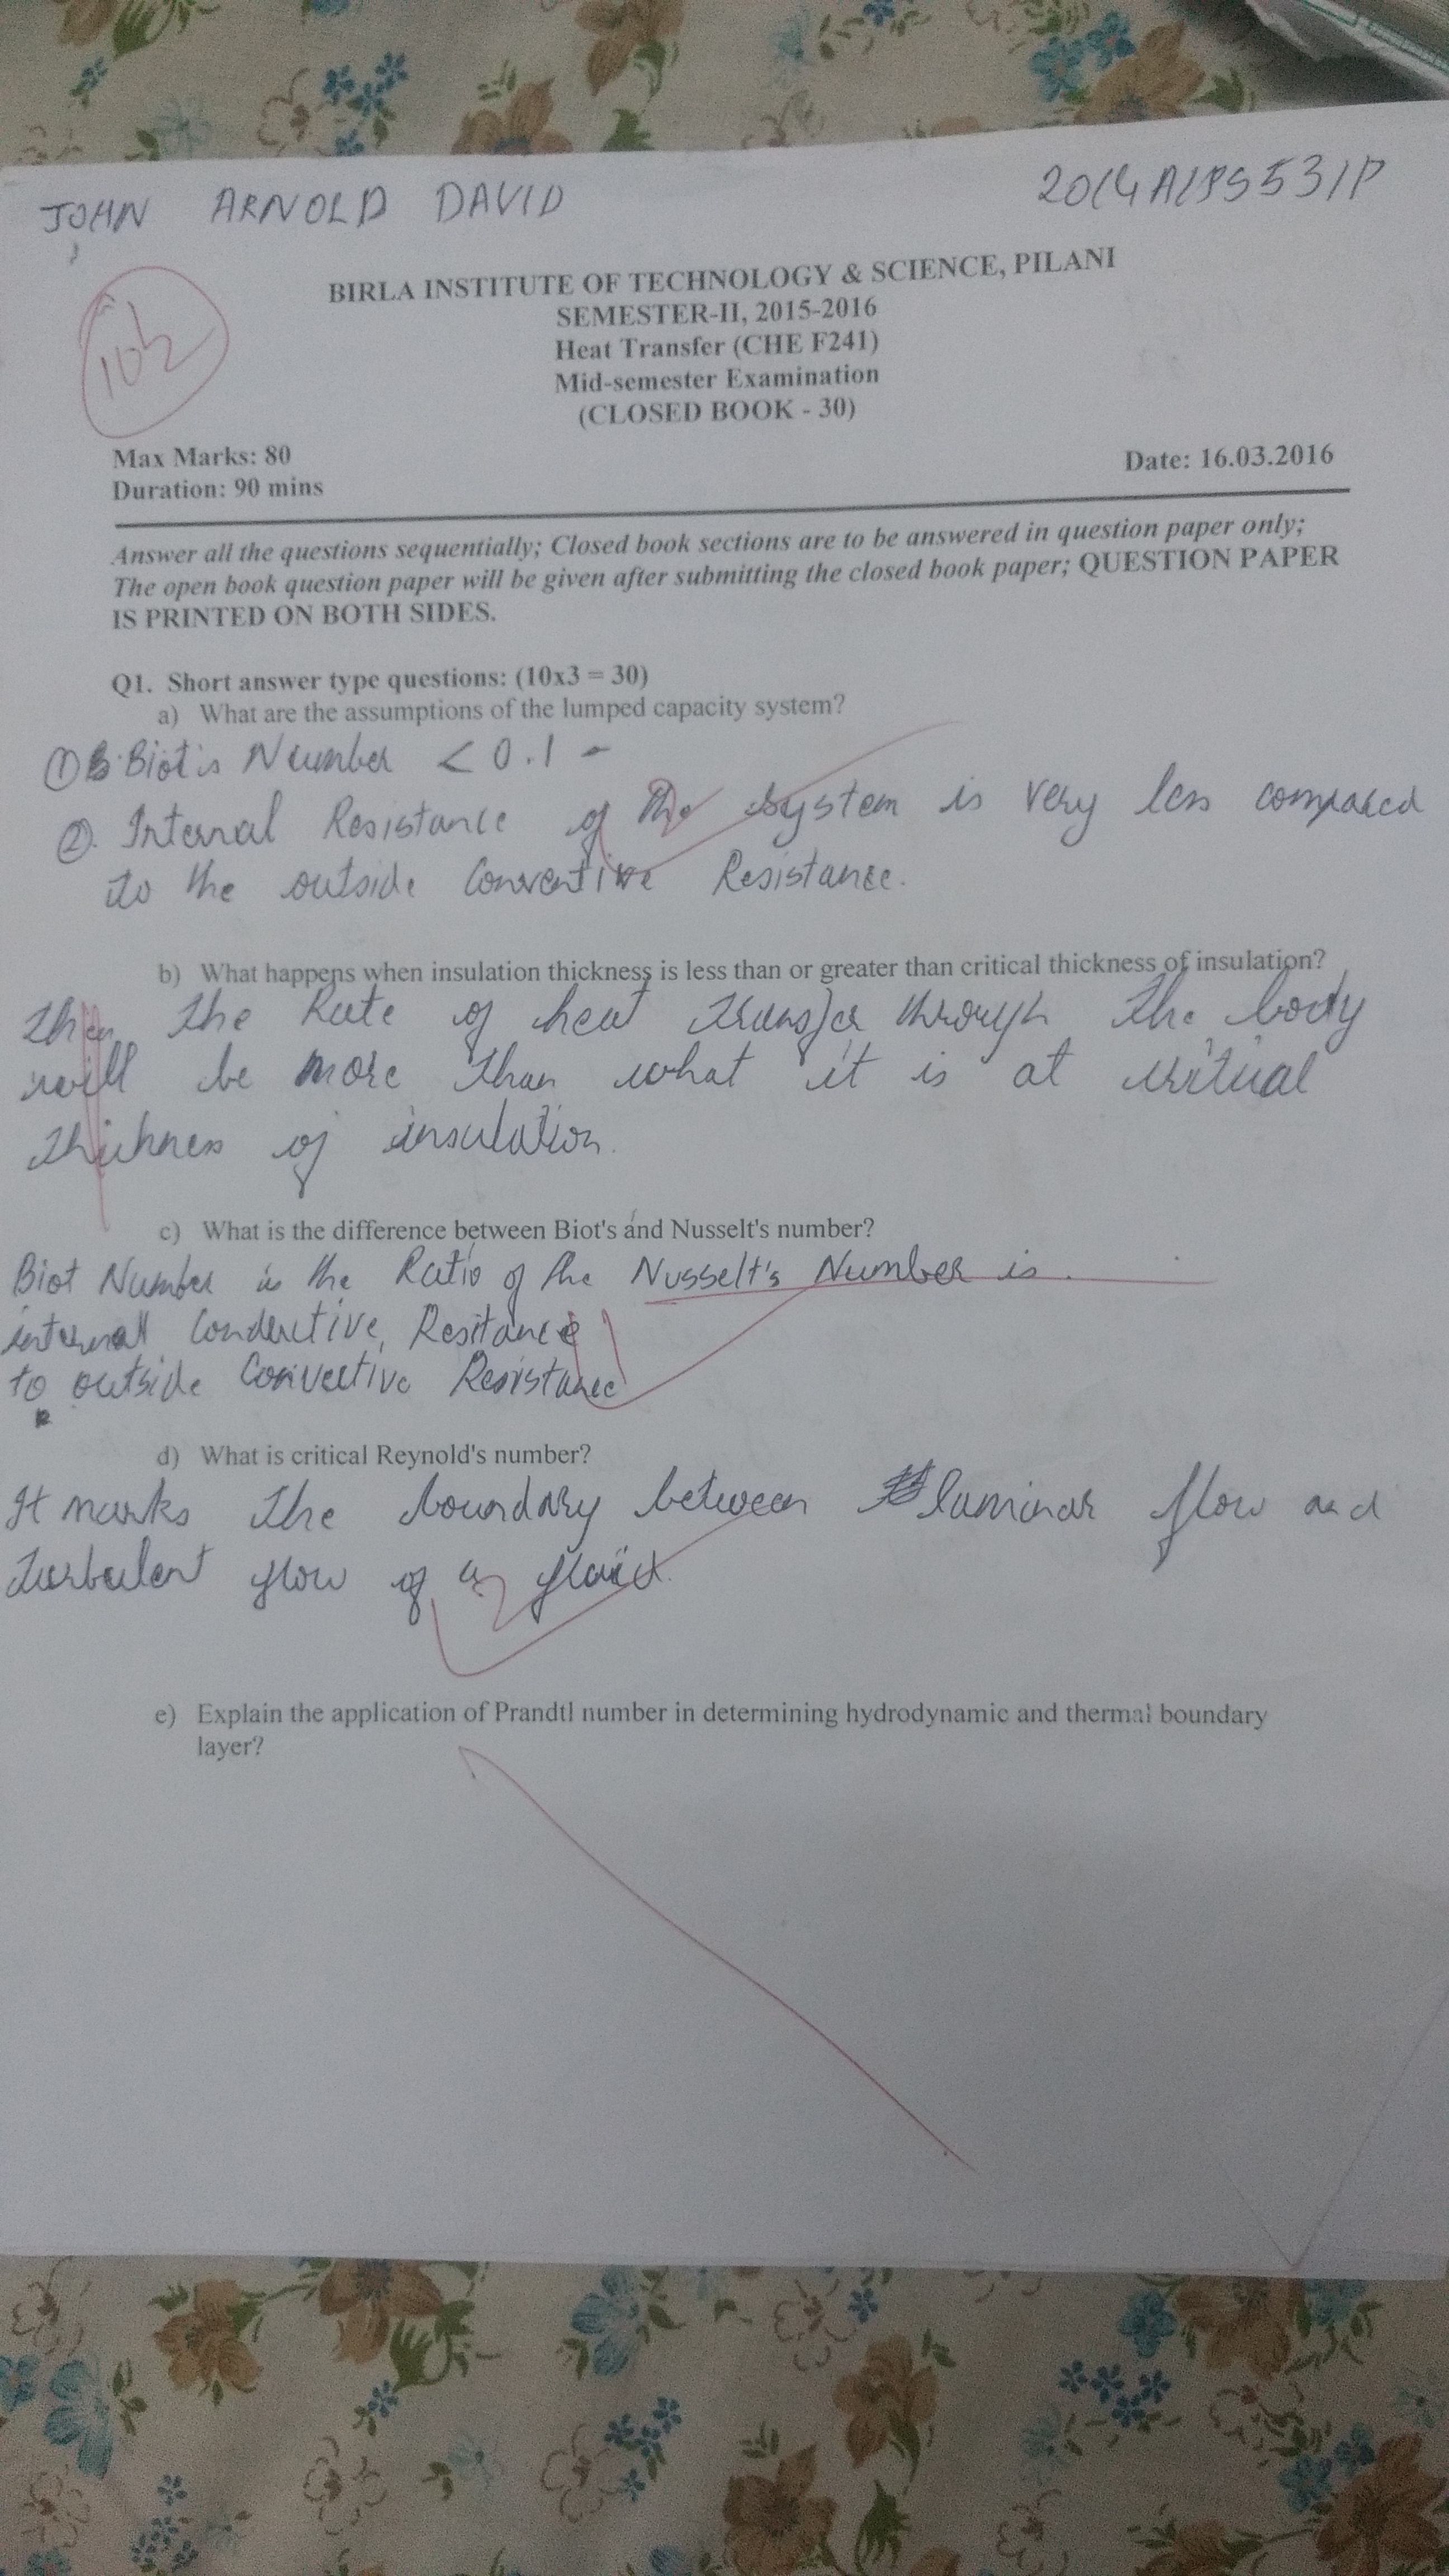 JOHN ARNOLD DAVID
2014A1PS531P
10½
BIRLA INSTITUTE OF TECHNOLOGY & SCIENCE, PILANI
SEMESTER-II, 2015-2016
Heat Transfer (CHE F241)
Mid-semester Examination
(CLOSED BOOK - 30)
Max Marks: 80
Date: 16.03.2016
Duration: 90 mins
Answer all the questions sequentially; Closed book sections are to be answered in question paper only;
The open book question paper will be given after submitting the closed book paper; QUESTION PAPER
IS PRINTED ON BOTH SIDES.
Q1. Short answer type questions: (10x3 = 30)
a) What are the assumptions of the lumped capacity system?
① Biot's Number < 0.1 -
②. Internal Resistance of the system is very less compared
to the outside Conventive Resistance.
b) What happens when insulation thickness is less than or greater than critical thickness of insulation?
Then the Rate of heat transfer through the body
will be more than what it is at critical
thickness of insulation.
c) What is the difference between Biot's and Nusselt's number?
Biot Number is the Ratio of the Nusselt's Number is.
internal Conductive Resitance
to outside Convective Resistance
d) What is critical Reynold's number?
It marks the boundary between laminar flow and
Turbulent flow of a fluid.
e) Explain the application of Prandtl number in determining hydrodynamic and thermal boundary
layer?